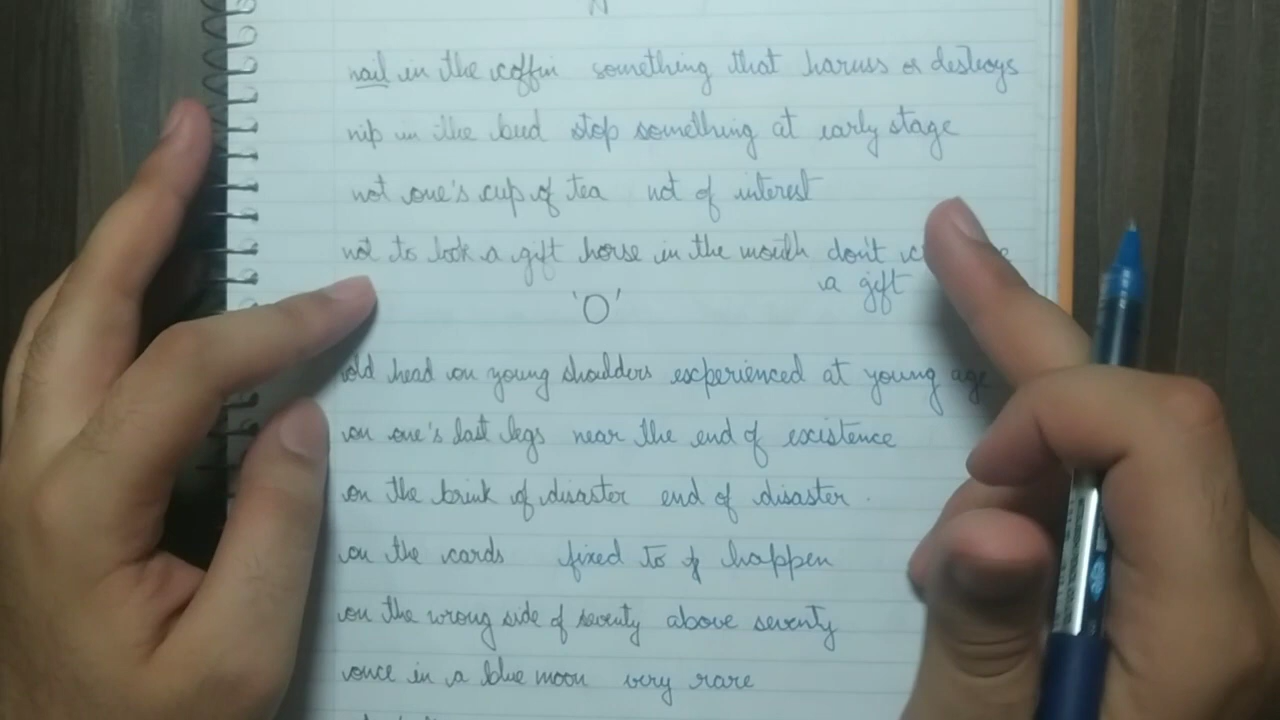 N
nail in the coffin something that harms or destroys
nip in the bud stop something at early stage
not one's cup of tea not of interest
not to look a gift horse in the mouth don't
a gift
'O'
old head on young shoulders experienced at young age
on one's last legs near the end of existence
on the brink of disaster end of disaster.
on the cards fixed to happen
on the wrong side of seventy above seventy
once in a blue moon very rare